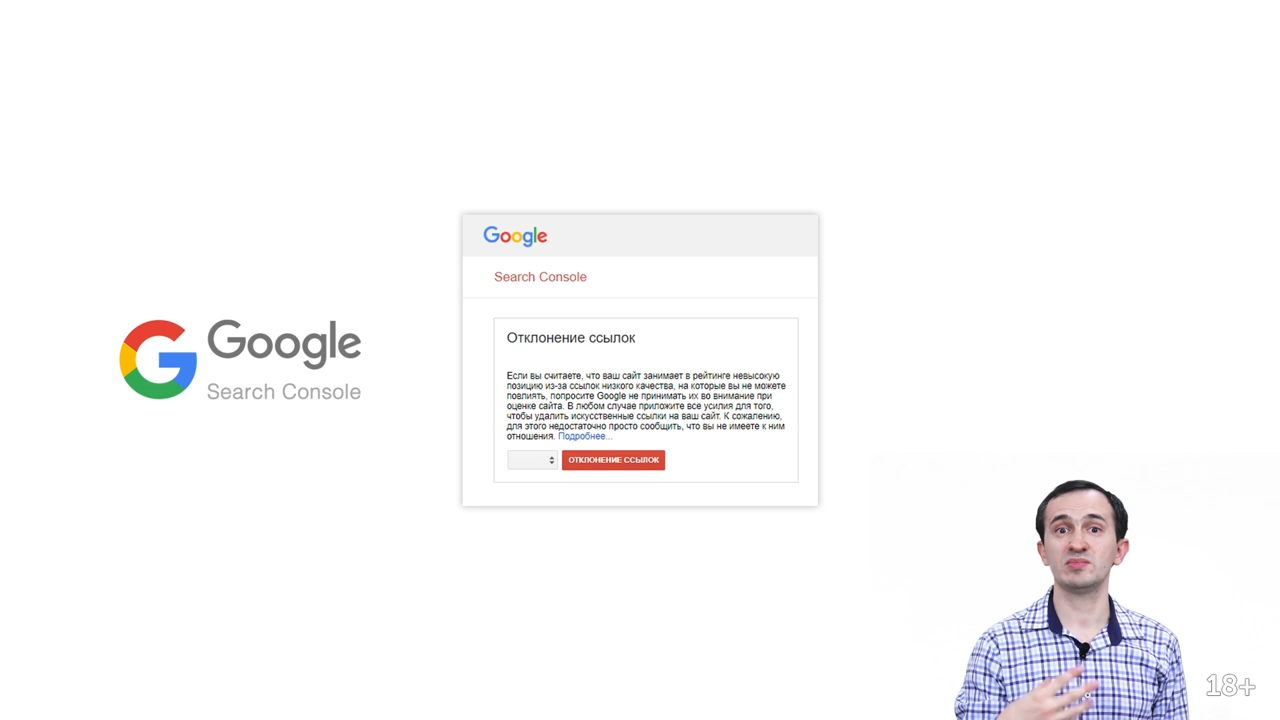 Google
Search Console
Google
Search Console
Отклонение ссылок
Если вы считаете, что ваш сайт занимает в рейтинге невысокую
позицию из-за ссылок низкого качества, на которые вы не можете
повлиять, попросите Google не принимать их во внимание при
оценке сайта. В любом случае приложите все усилия для того,
чтобы удалить искусственные ссылки на ваш сайт. К сожалению,
для этого недостаточно просто сообщить, что вы не имеете к ним
отношения. Подробнее...
ОТКЛОНЕНИЕ ССЫЛОК
18+